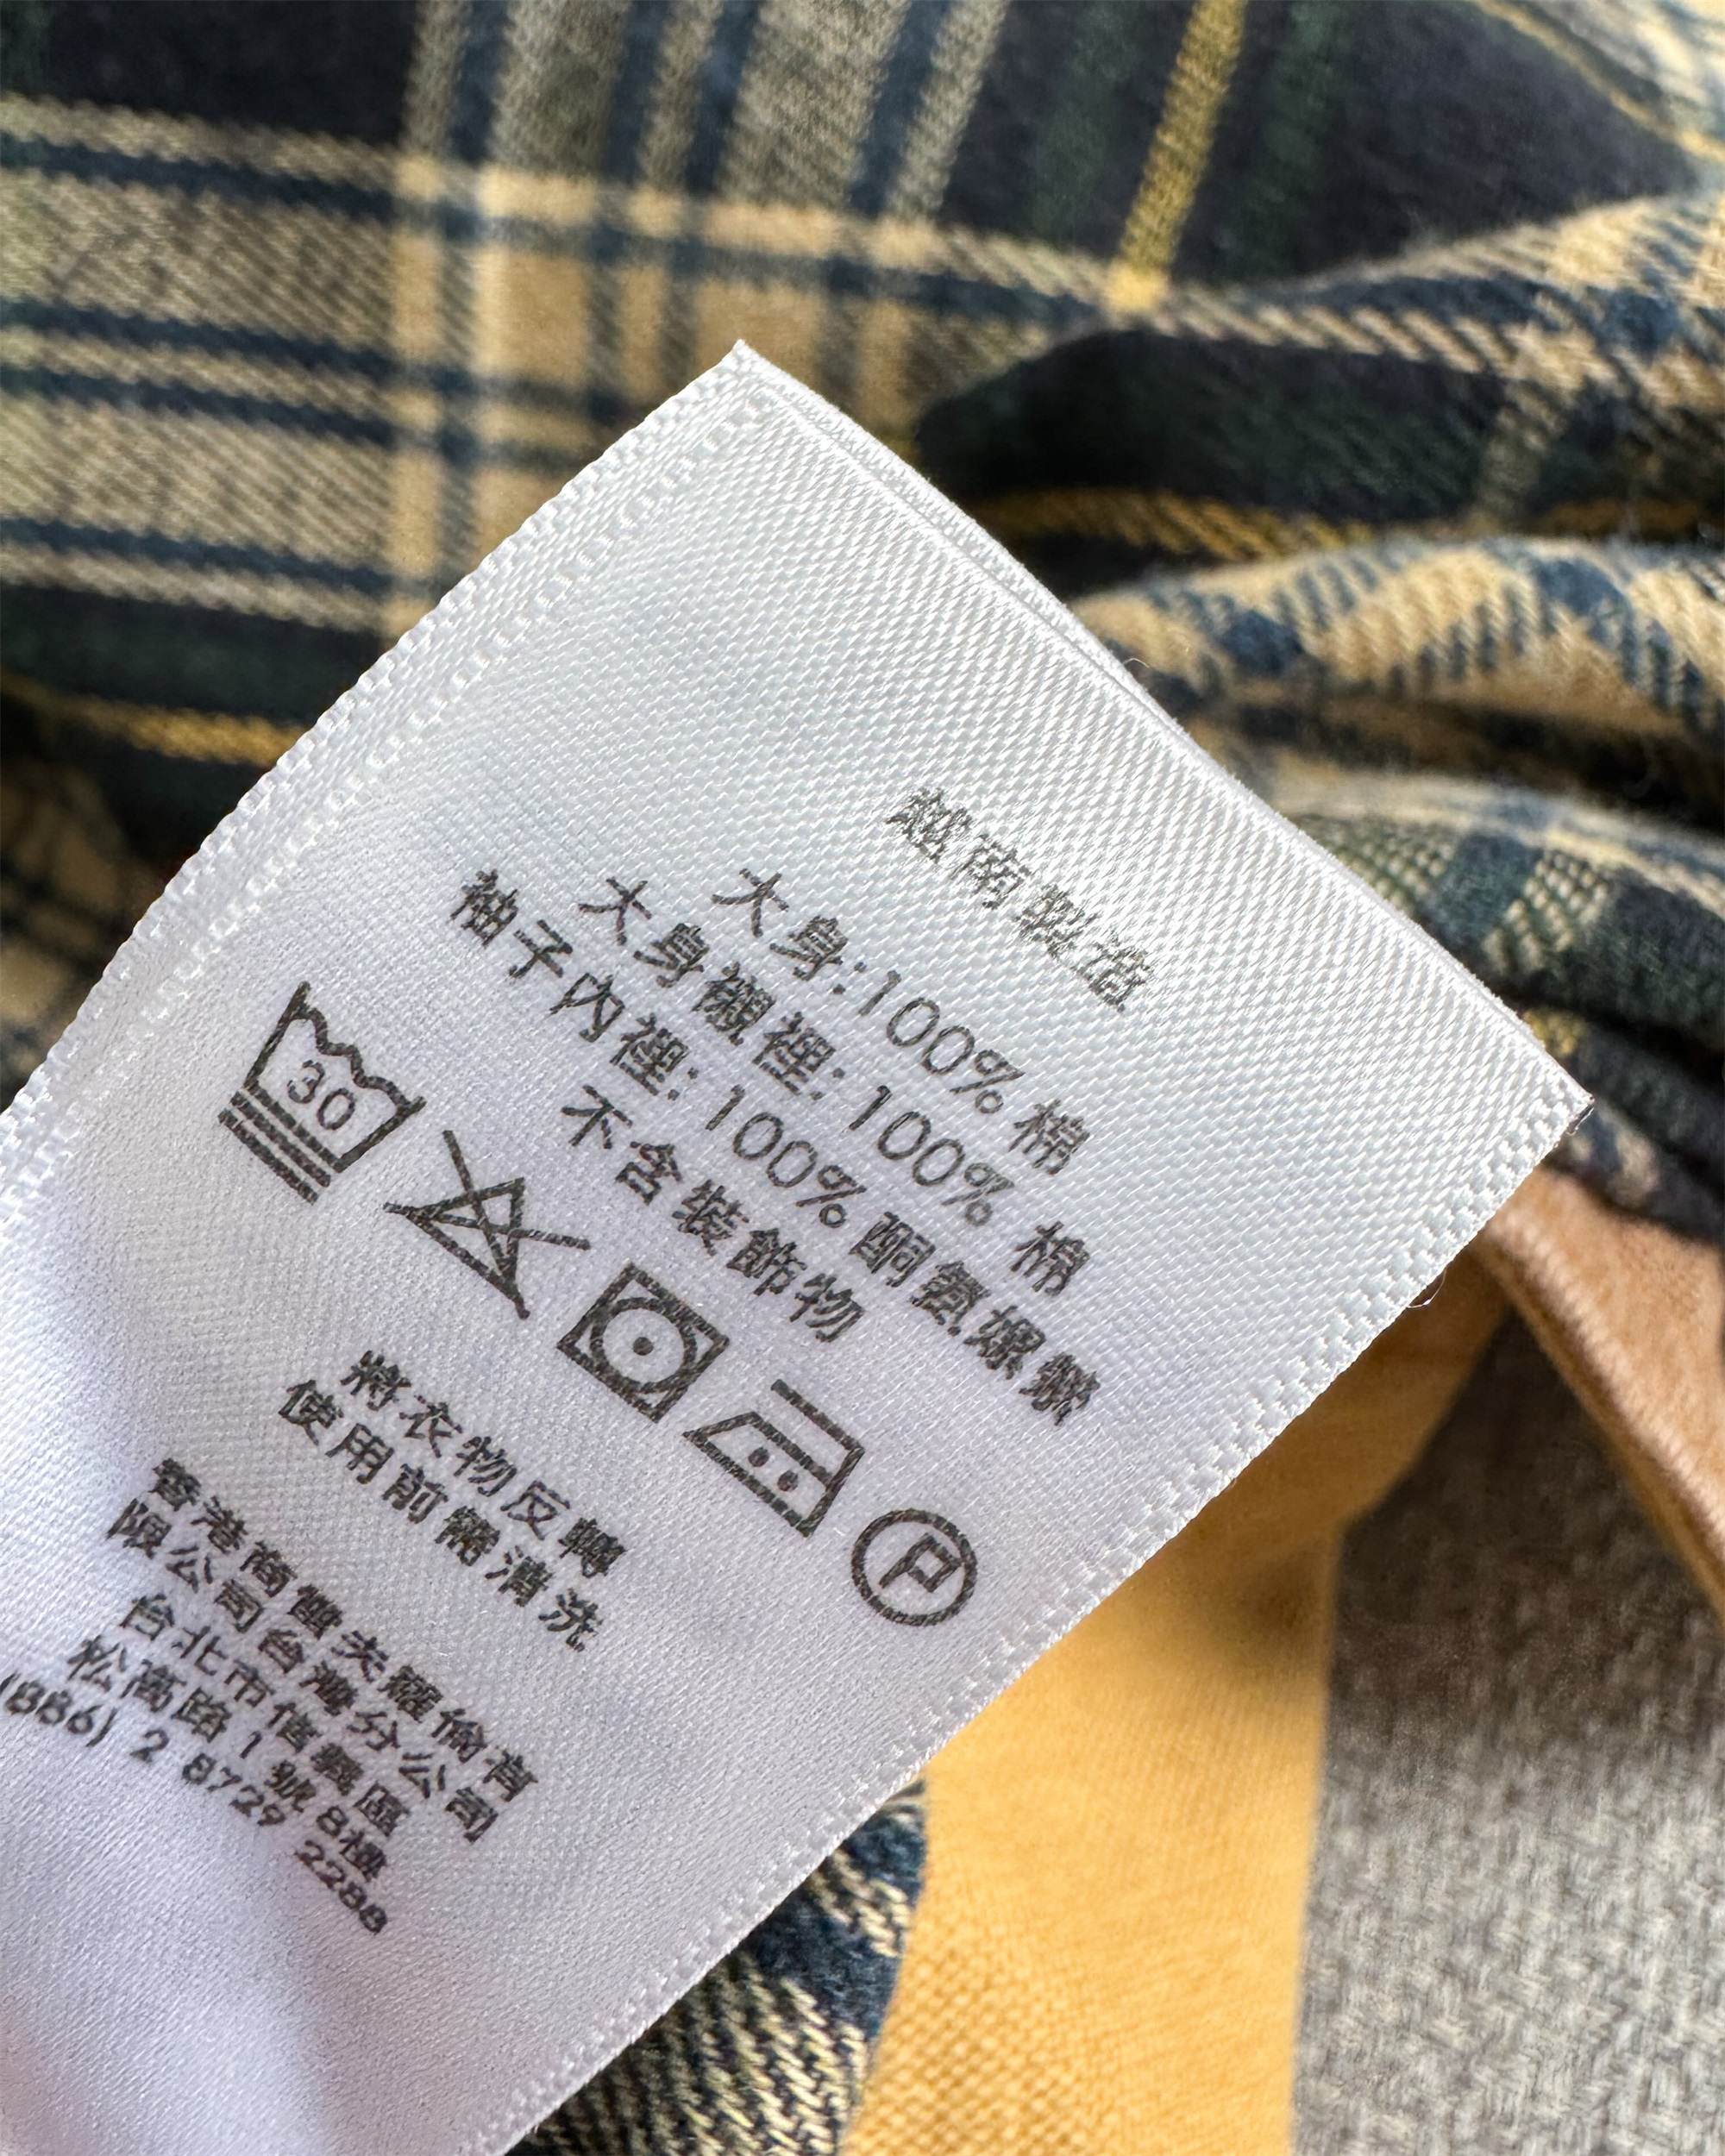 越南製造
大身:100% 棉
大身襯裡: 100% 棉
袖子內裡: 100% 酮氨嫘縈
不含裝飾物
30
P
將衣物反轉
使用前需清洗
香港商雷夫羅倫有
限公司台灣分公司
台北市信義區
松高路 1 號 8樓
(886) 2 8729 2288